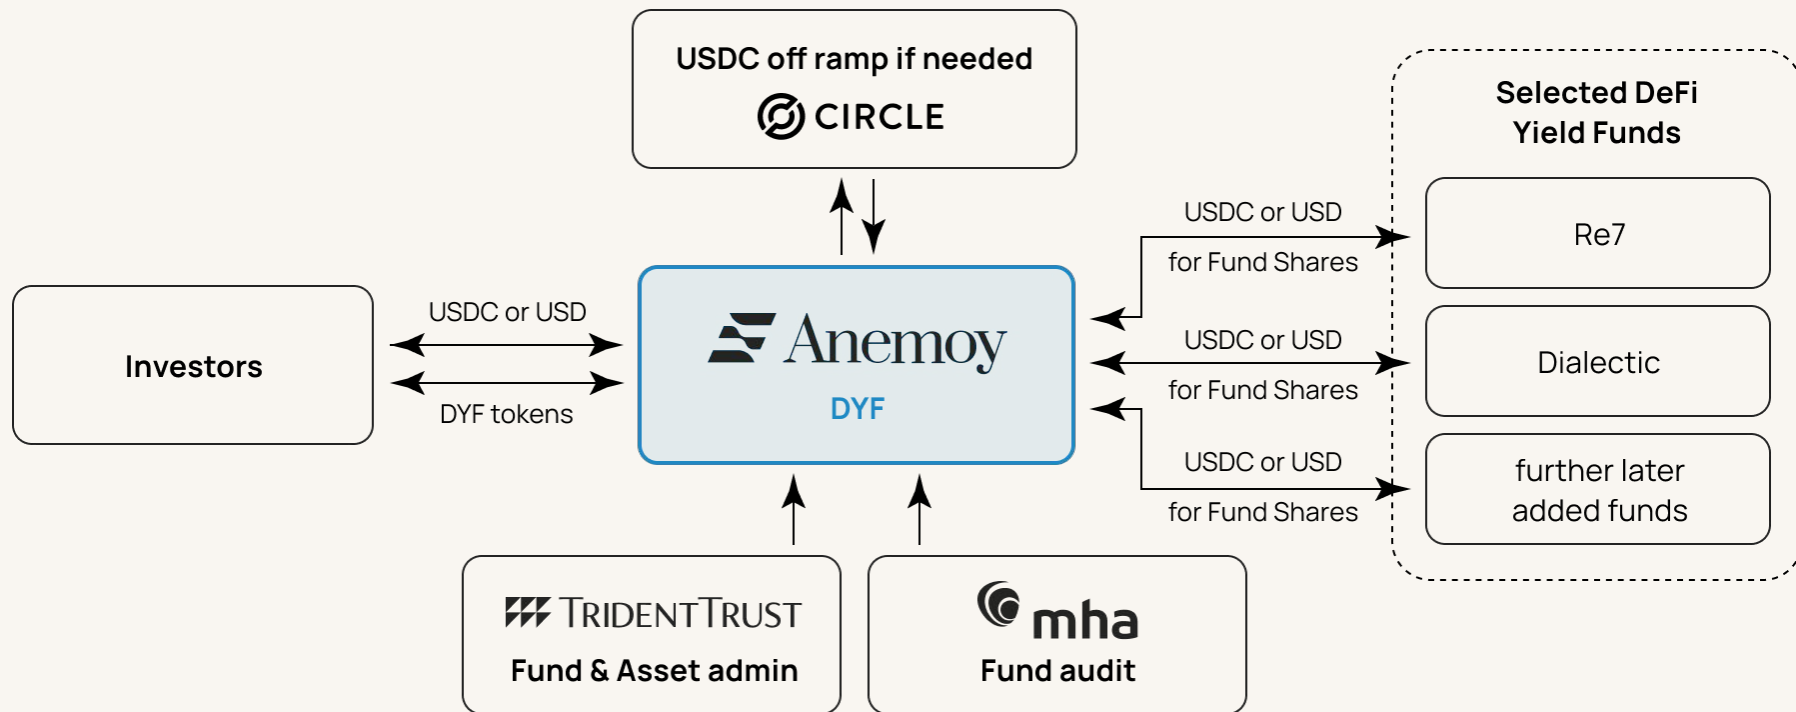 USDC off ramp if needed
CIRCLE
Selected DeFi
Yield Funds
USDC or USD
for Fund Shares
Re7
Investors
USDC or USD
DYF tokens
Anemoy
DYF
USDC or USD
for Fund Shares
Dialectic
USDC or USD
for Fund Shares
further later
added funds
TRIDENTTRUST
Fund & Asset admin
mha
Fund audit